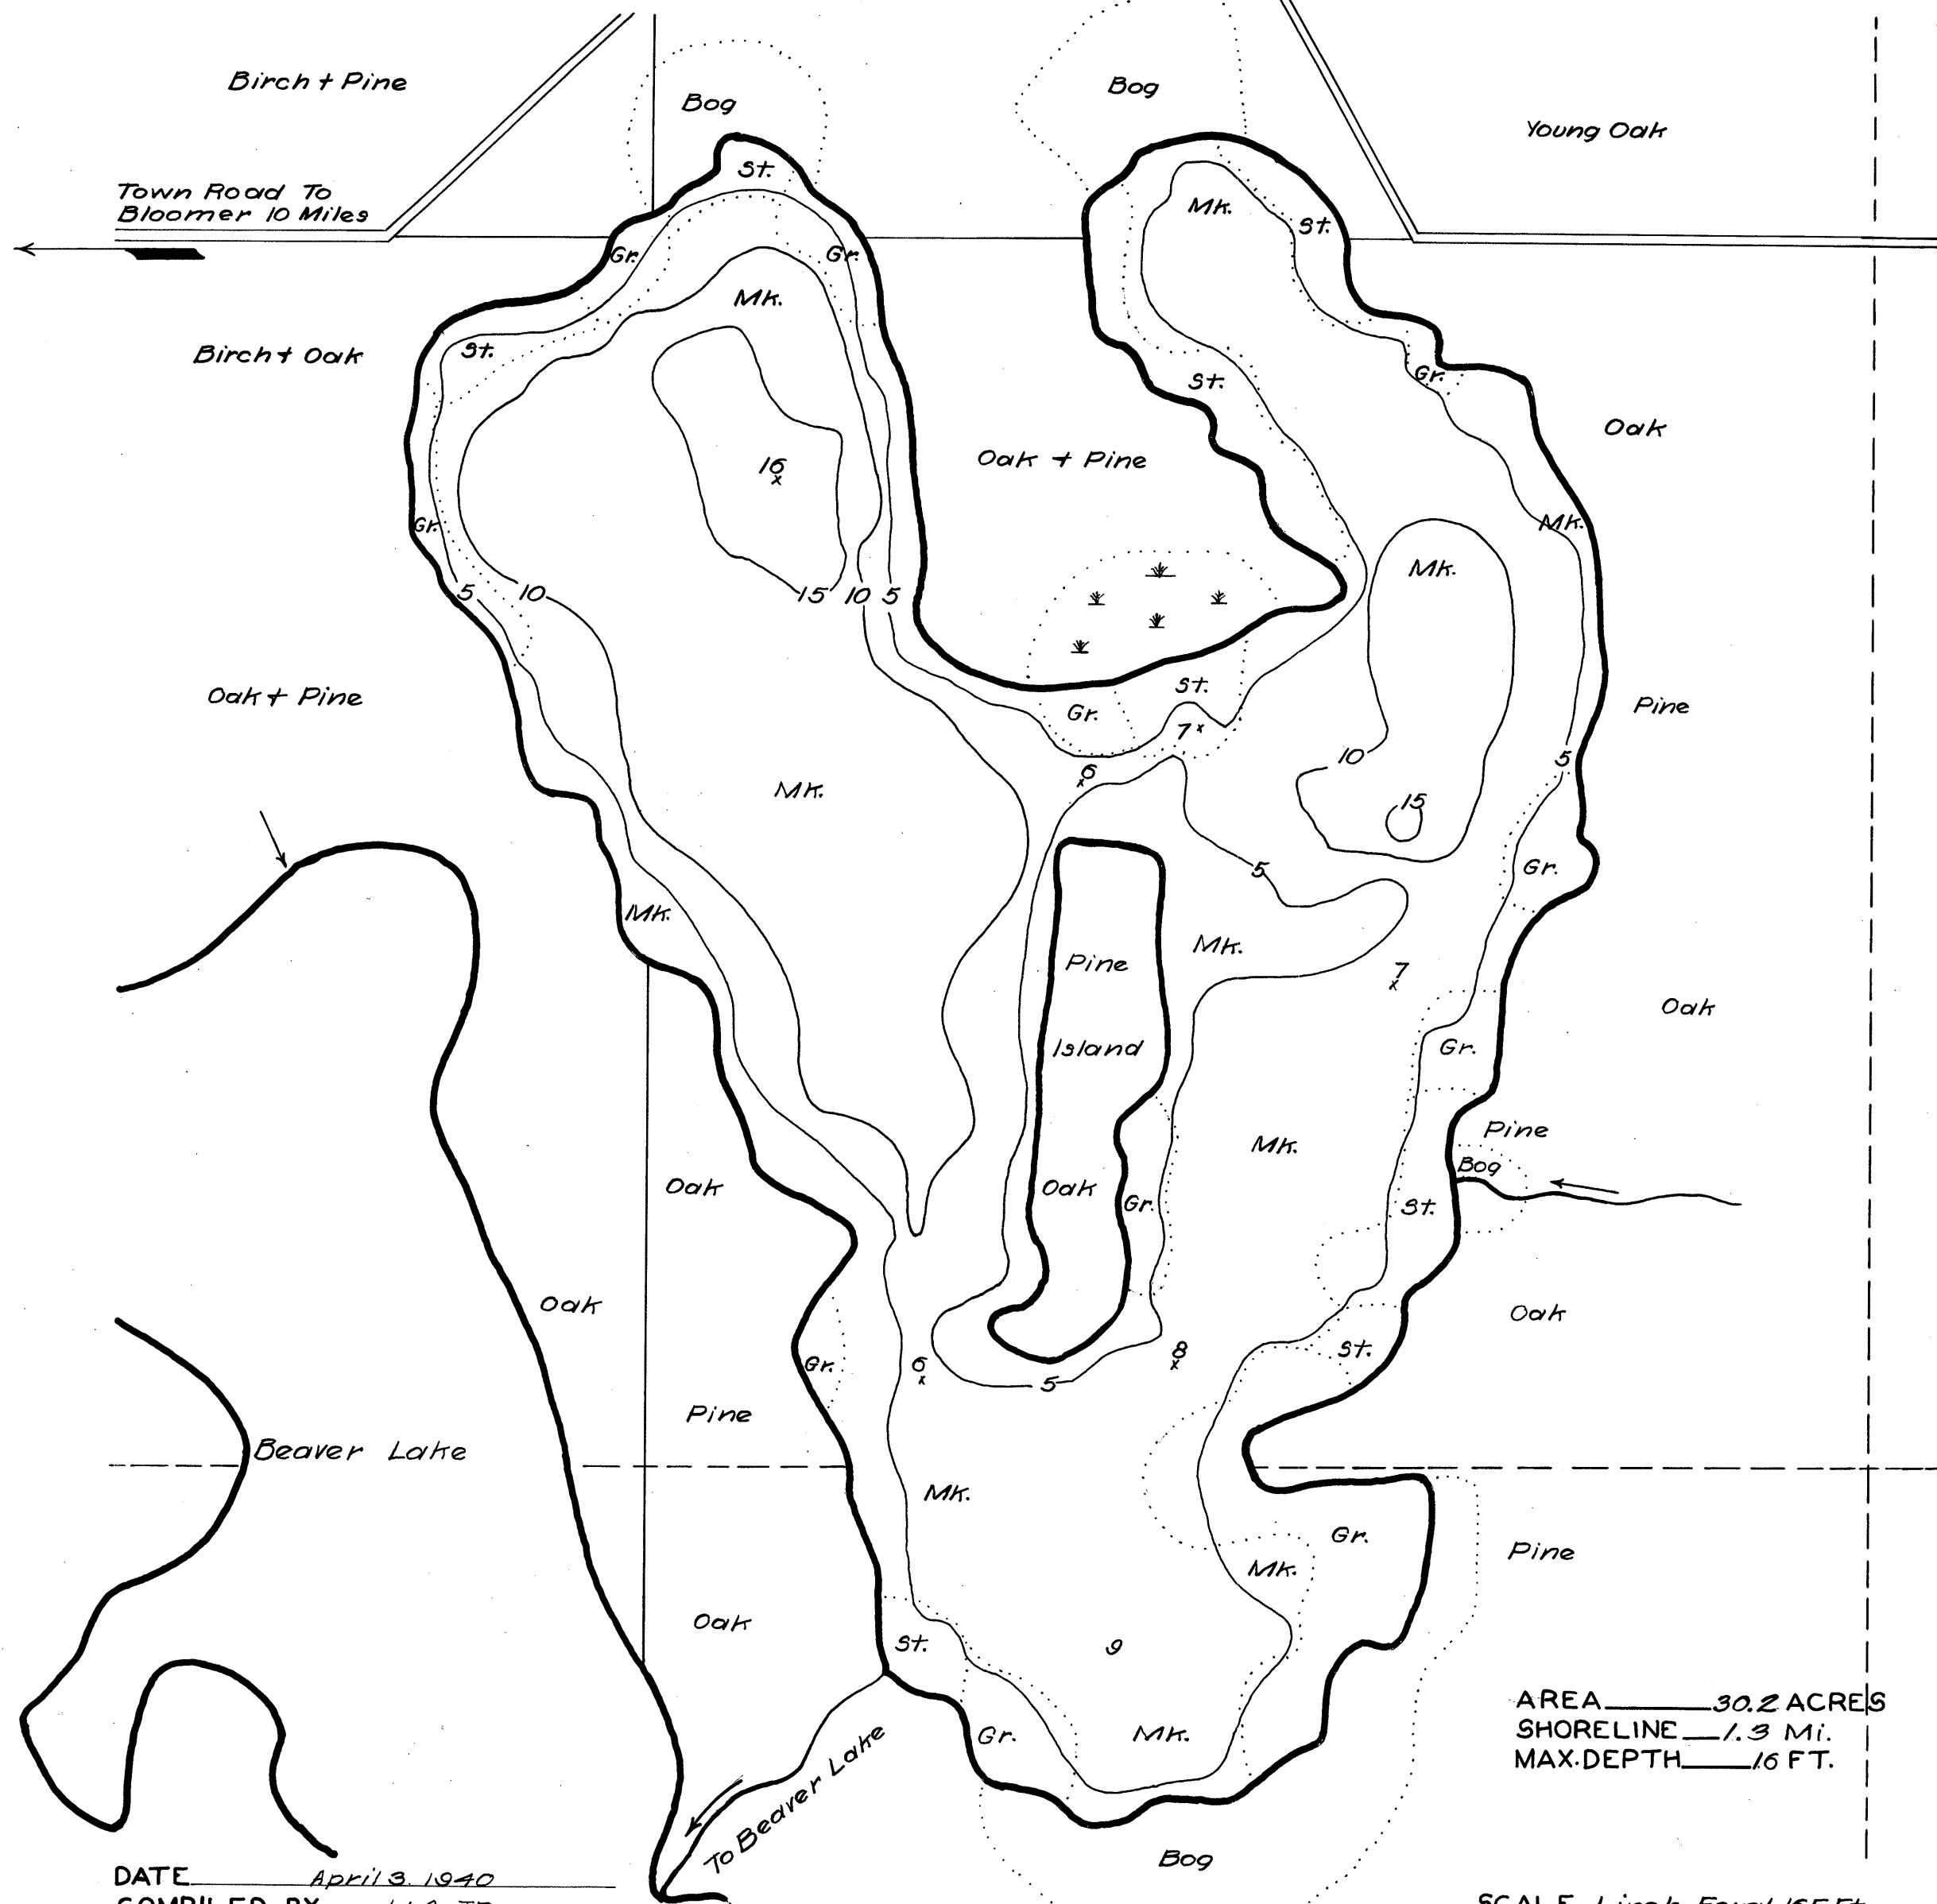 Birch + Pine
Bog
Bog
Young Oak
Town Road To
Bloomer 10 Miles
St.
Mk.
St.
Gr.
Gr.
Mk.
Birch + Oak
St.
St.
Gr.
Oak
Oak + Pine
16
Gr.
Mk.
Mk.
5
10
15
10
5
Oak + Pine
St.
Gr.
7
Pine
6
10
5
Mk.
15
5
Gr.
Mk.
Mk.
Pine
7
Oak
Island
Gr.
Pine
Mk.
Bog
Oak
Oak
Gr.
St.
Oak
Oak
6
8
St.
Gr.
5
Pine
Beaver Lake
Mk.
Gr.
Pine
Mk.
Oak
St.
9
Gr.
Mk.
AREA 30.2 ACRES
SHORELINE 1.3 Mi.
MAX. DEPTH 16 FT.
To Beaver Lake
Bog
DATE April 3. 1940